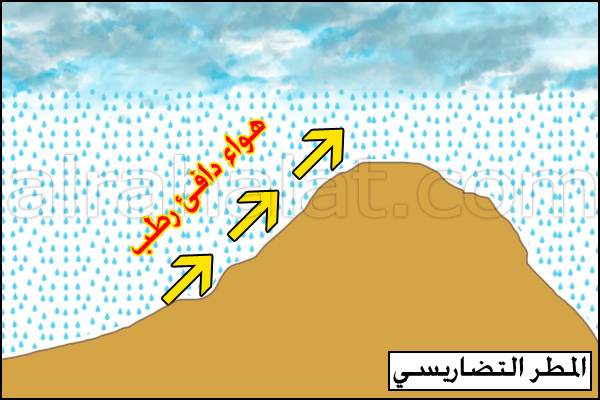 هواء دافئ رطب
alrahalat.com
المطر التضاريسي